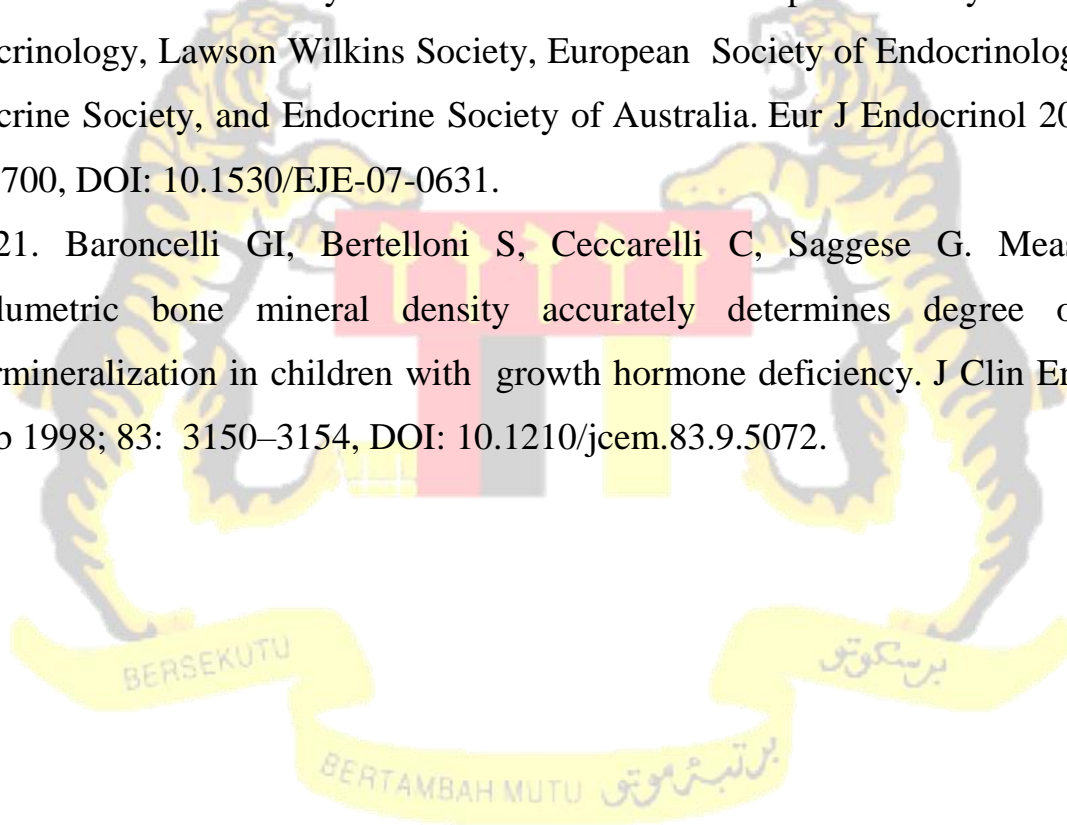 crinology, Lawson Wilkins Society, European Society of Endocrinolog
crine Society, and Endocrine Society of Australia. Eur J Endocrinol 20
700, DOI: 10.1530/EJE-07-0631.
21. Baroncelli GI, Bertelloni S, Ceccarelli C, Saggese G. Meas
lumetric bone mineral density accurately determines degree o
rmineralization in children with growth hormone deficiency. J Clin En
b 1998; 83: 3150–3154, DOI: 10.1210/jcem.83.9.5072.
BERSEKUTU برسکوتو
BERTAMBAH MUTU برتمبه موتو